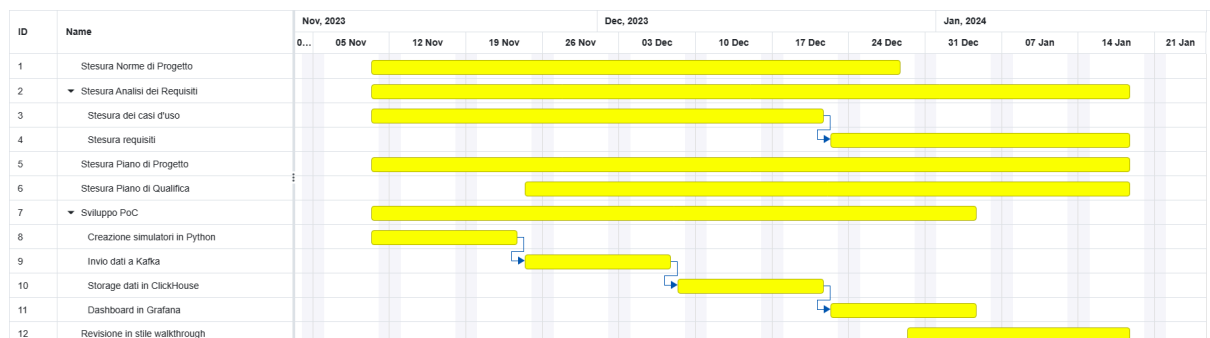 ID Name Nov, 2023 Dec, 2023 Jan, 2024
0... 05 Nov 12 Nov 19 Nov 26 Nov 03 Dec 10 Dec 17 Dec 24 Dec 31 Dec 07 Jan 14 Jan 21 Jan
1 Stesura Norme di Progetto
2 Stesura Analisi dei Requisiti
3 Stesura dei casi d'uso
4 Stesura requisiti
5 Stesura Piano di Progetto
6 Stesura Piano di Qualifica
7 Sviluppo PoC
8 Creazione simulatori in Python
9 Invio dati a Kafka
10 Storage dati in ClickHouse
11 Dashboard in Grafana
12 Revisione in stile walkthrough